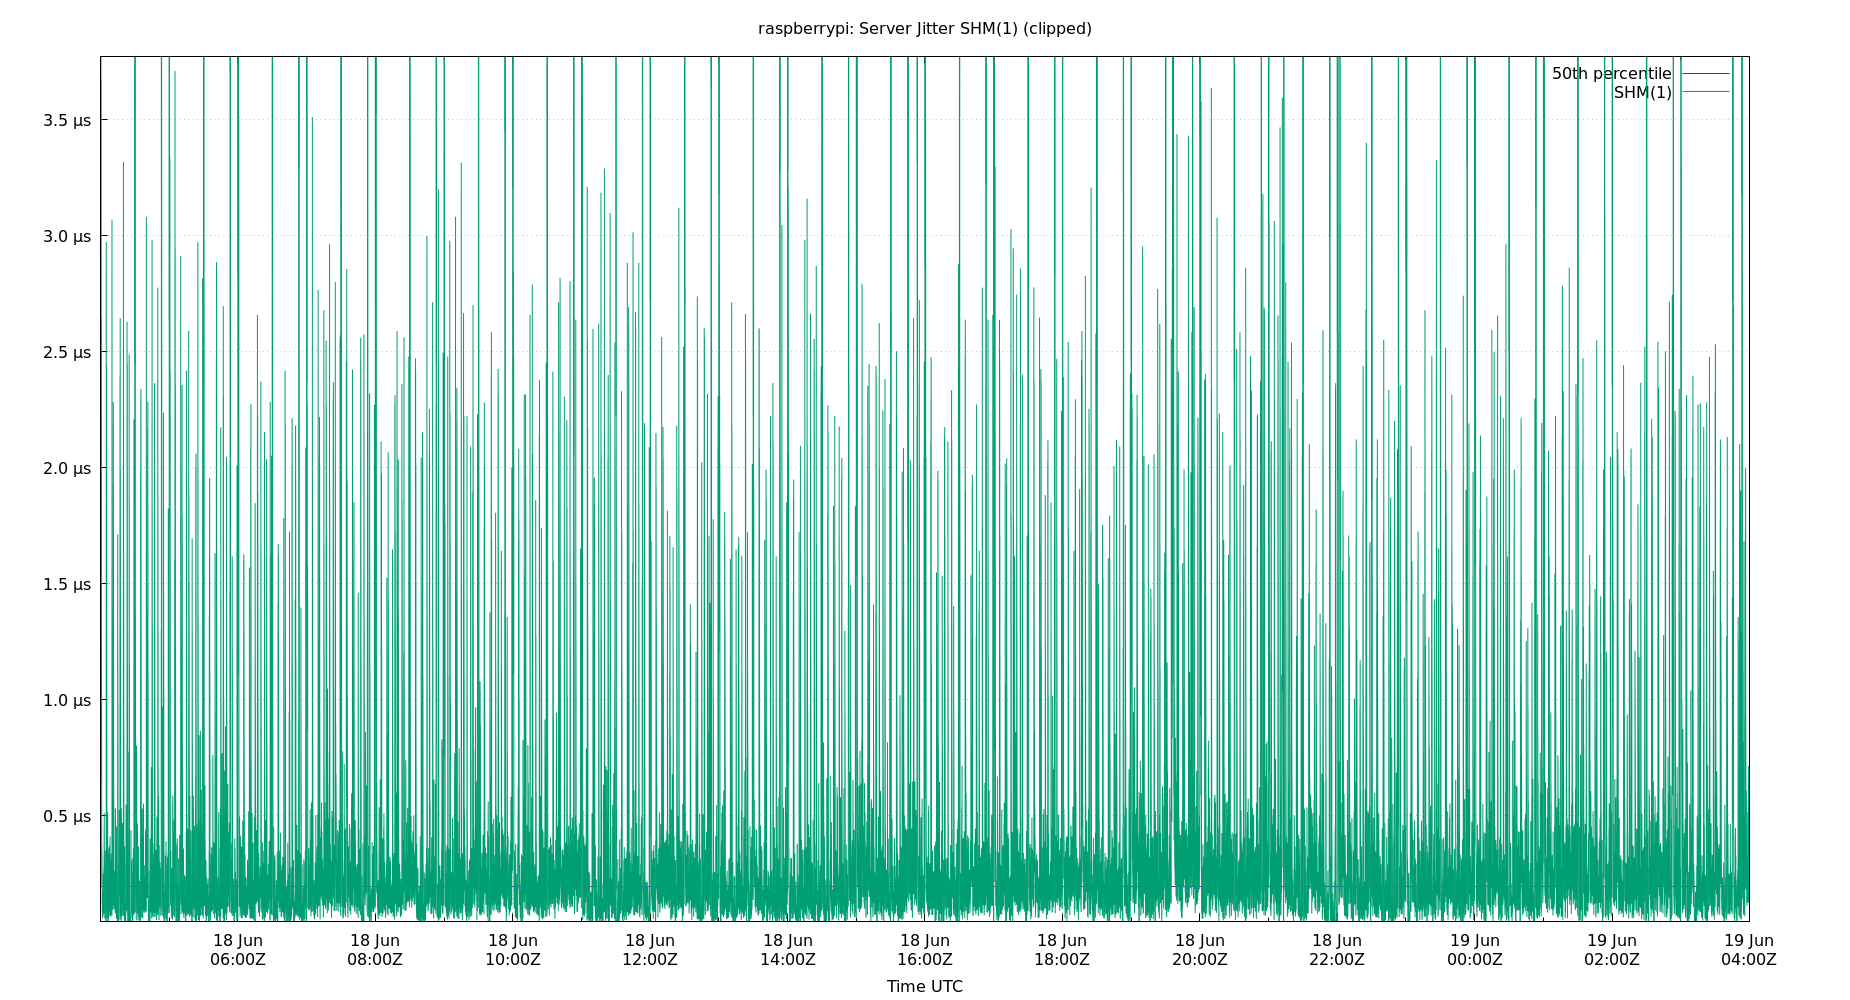 raspberrypi: Server Jitter SHM(1) (clipped)
50th percentile
SHM(1)
3.5 µs
3.0 µs
2.5 µs
2.0 µs
1.5 µs
1.0 µs
0.5 µs
18 Jun 18 Jun 18 Jun 18 Jun 18 Jun 18 Jun 18 Jun 18 Jun 18 Jun 19 Jun 19 Jun 19 Jun
06:00Z 08:00Z 10:00Z 12:00Z 14:00Z 16:00Z 18:00Z 20:00Z 22:00Z 00:00Z 02:00Z 04:00Z
Time UTC